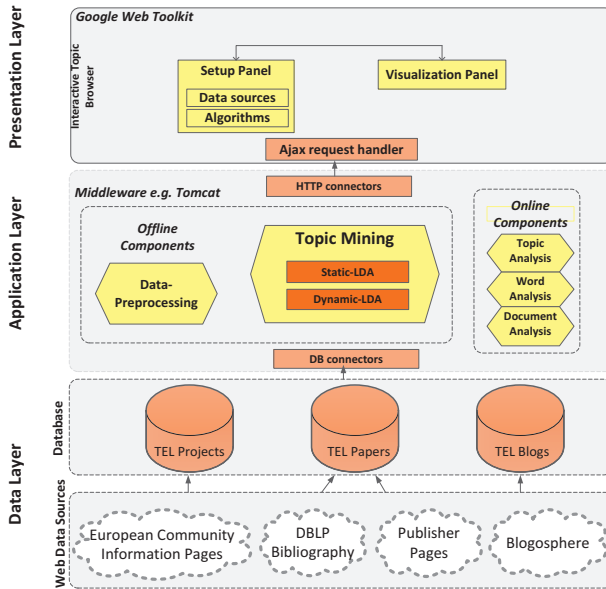 Presentation Layer
Google Web Toolkit
Interactive Topic
Browser
Setup Panel
Data sources
Algorithms
Visualization Panel
Ajax request handler
Application Layer
HTTP connectors
Middleware e.g. Tomcat
Offline
Components
Data-
Preprocessing
Topic Mining
Static-LDA
Dynamic-LDA
Online
Components
Topic
Analysis
Word
Analysis
Document
Analysis
DB connectors
Data Layer
Database
TEL Projects
TEL Papers
TEL Blogs
Web Data Sources
European Community
Information Pages
DBLP
Bibliography
Publisher
Pages
Blogosphere